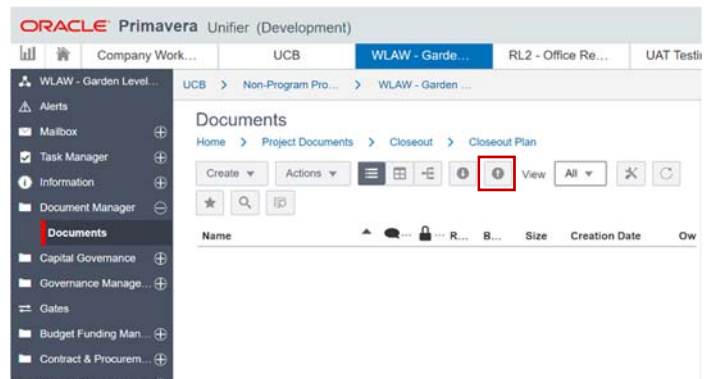 ORACLE Primavera Unifier (Development)
Company Work... UCB WLAW - Garde... RL2 - Office Re... UAT Testi
WLAW - Garden Level... UCB > Non-Program Pro... > WLAW - Garden ...
Alerts
Documents
Mailbox
Home > Project Documents > Closeout > Closeout Plan
Task Manager
Create Actions View All
Information
Document Manager
Documents
Name ... ... R... B... Size Creation Date Ow
Capital Governance
Governance Manage...
Gates
Budget Funding Man...
Contract & Procurem...